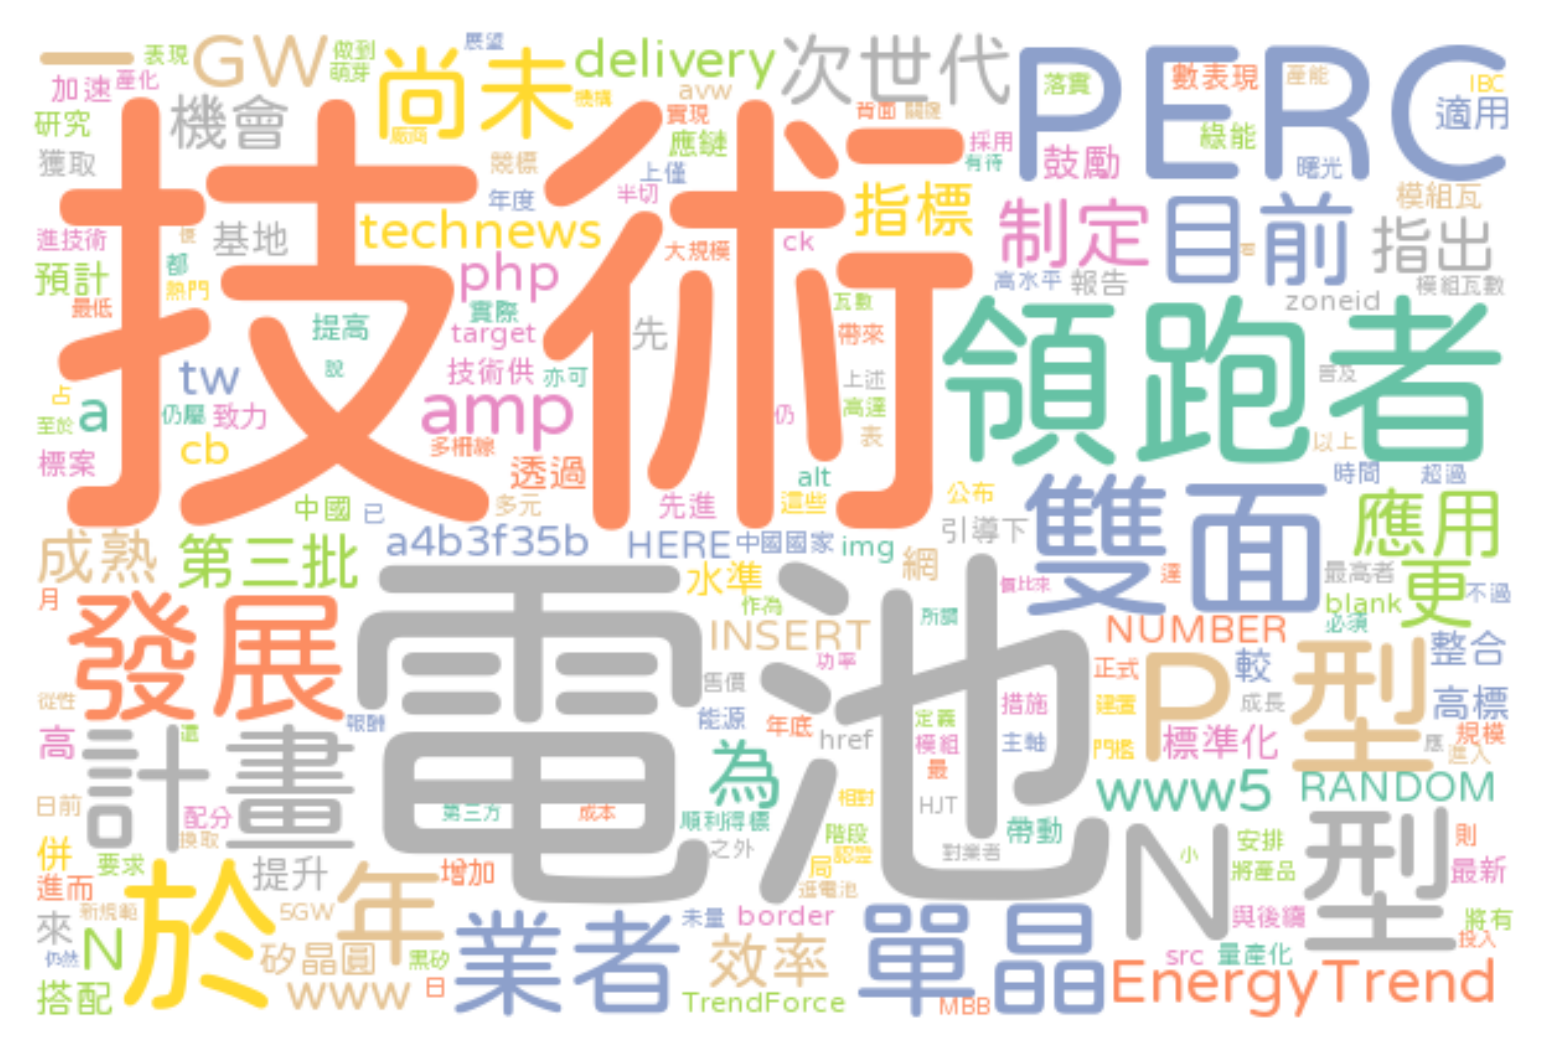 一
表現
GW
做到
萌芽
尚未
展望
delivery
次世代
PERC
落實
數表現
產能
IBC
適用
加速
產化
機會
機構
avw
實現
背面
採用
有待
鼓勵
綠能
曙光
研究
獲取
技術
競標
應鏈
上僅
半切
年度
指標
制定
目前
模組瓦
指出
進技術
基地
technews
大規模
ck
高水平
報告
模組瓦數
預計
都
熱門
php
實際
瓦數
zoneid
最低
提高
target
先
帶來
領跑者
說
tw
技術供
亦可
上述
普及
占
a
仍屬
致力
amp
仍
高達
至於
cb
多柵線
表
以上
標案
透過
alt
時間
超過
中國
已
多元
先進
這些
公布
雙面
應用
成熟
第三批
a4b3f35b
HERE
中國國家
img
網
引導下
最高者
更
不過
月
水準
作為
價比來
達
blank
必須
發展
電池
INSERT
所謂
NUMBER
整合
功率
正式
較
P型
從性
報酬
售價
能源
年底
措施
建置
成長
高標
高
還
計畫
為
href
定義
模組
主軸
門檻
標準化
應
規模
進入
最
www5
RANDOM
日前
配分
換取
第三方
成本
順利得標
相對
HJT
帶動
N型
安排
則
併
要求
提升
增加
之外
階段
認證
局
對業者
小
將產品
最新
進而
於
年
逕電池
來
新規範
5GW
業者
未量
border
單晶
與後續
將有
仍然
N
矽晶圓
黑矽
效率
src
量產化
投入
搭配
www
日
TrendForce
MBB
EnergyTrend